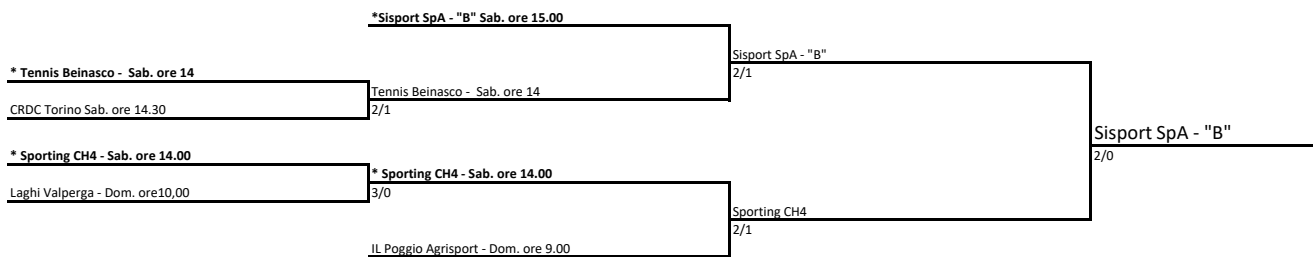 *Sisport SpA - "B" Sab. ore 15.00
Sisport SpA - "B"
2/1
* Tennis Beinasco -  Sab. ore 14
Tennis Beinasco -  Sab. ore 14
2/1
CRDC Torino Sab. ore 14.30
Sisport SpA - "B"
2/0
* Sporting CH4 - Sab. ore 14.00
* Sporting CH4 - Sab. ore 14.00
3/0
Laghi Valperga - Dom. ore10,00
Sporting CH4
2/1
IL Poggio Agrisport - Dom. ore 9.00